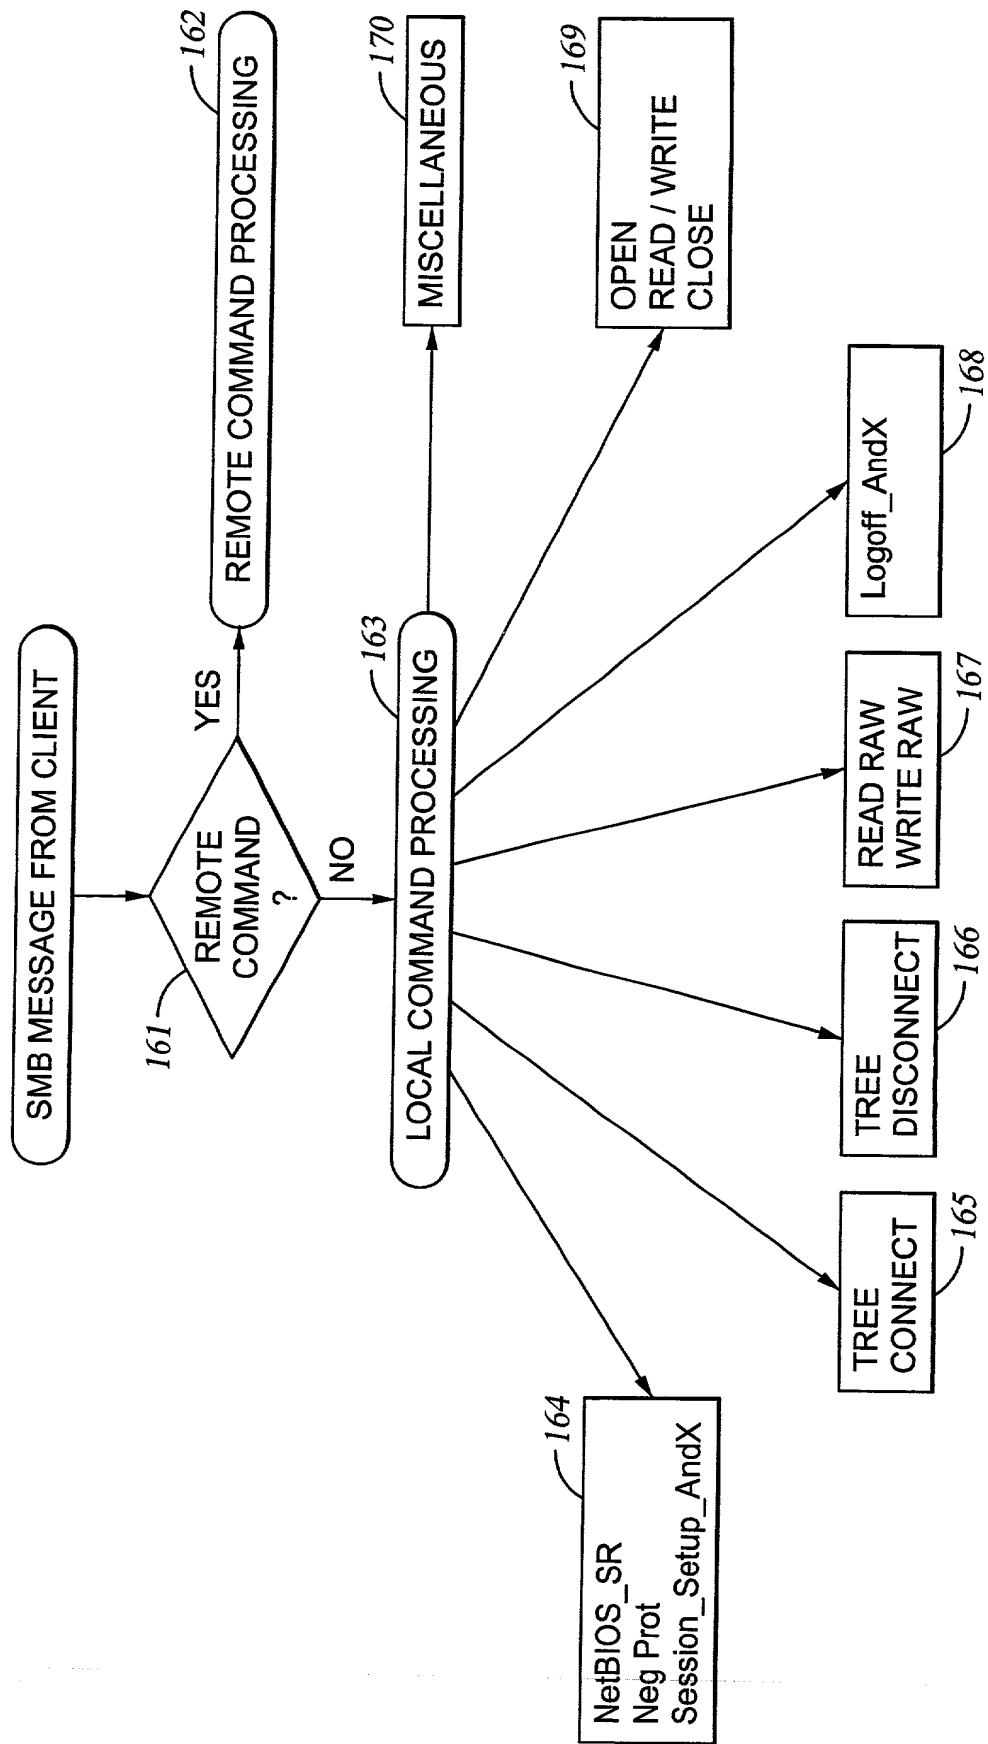 SMB MESSAGE FROM CLIENT
161
REMOTE
COMMAND
?
YES
162
REMOTE COMMAND PROCESSING
NO
163
LOCAL COMMAND PROCESSING
170
MISCELLANEOUS
164
NetBIOS_SR
Neg Prot
Session_Setup_AndX
169
OPEN
READ / WRITE
CLOSE
TREE
CONNECT
165
TREE
DISCONNECT
166
READ RAW
WRITE RAW
167
Logoff_AndX
168